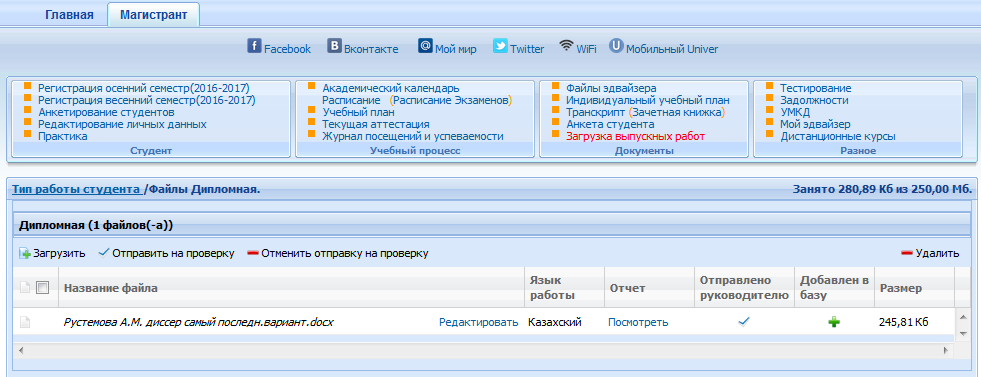 Главная Магистрант
Facebook Вконтакте Мой мир Twitter WiFi Мобильный Univer
Регистрация осенний семестр(2016-2017)
Регистрация весенний семестр(2016-2017)
Анкетирование студентов
Редактирование личных данных
Практика
Студент
Академический календарь
Расписание (Расписание Экзаменов)
Учебный план
Текущая аттестация
Журнал посещений и успеваемости
Учебный процесс
Файлы эдвайзера
Индивидуальный учебный план
Транскрипт (Зачетная книжка)
Анкета студента
Загрузка выпускных работ
Документы
Тестирование
Задолжности
УМКД
Мой эдвайзер
Дистанционные курсы
Разное
Тип работы студента /Файлы Дипломная. Занято 280,89 Кб из 250,00 Мб.
Дипломная (1 файлов(-а))
Загрузить Отправить на проверку Отменить отправку на проверку Удалить
Название файла Язык работы Отчет Отправлено руководителю Добавлен в базу Размер
Рустемова А.М. диссер самый последн.вариант.docx Редактировать Казахский Посмотреть 245,81 Кб